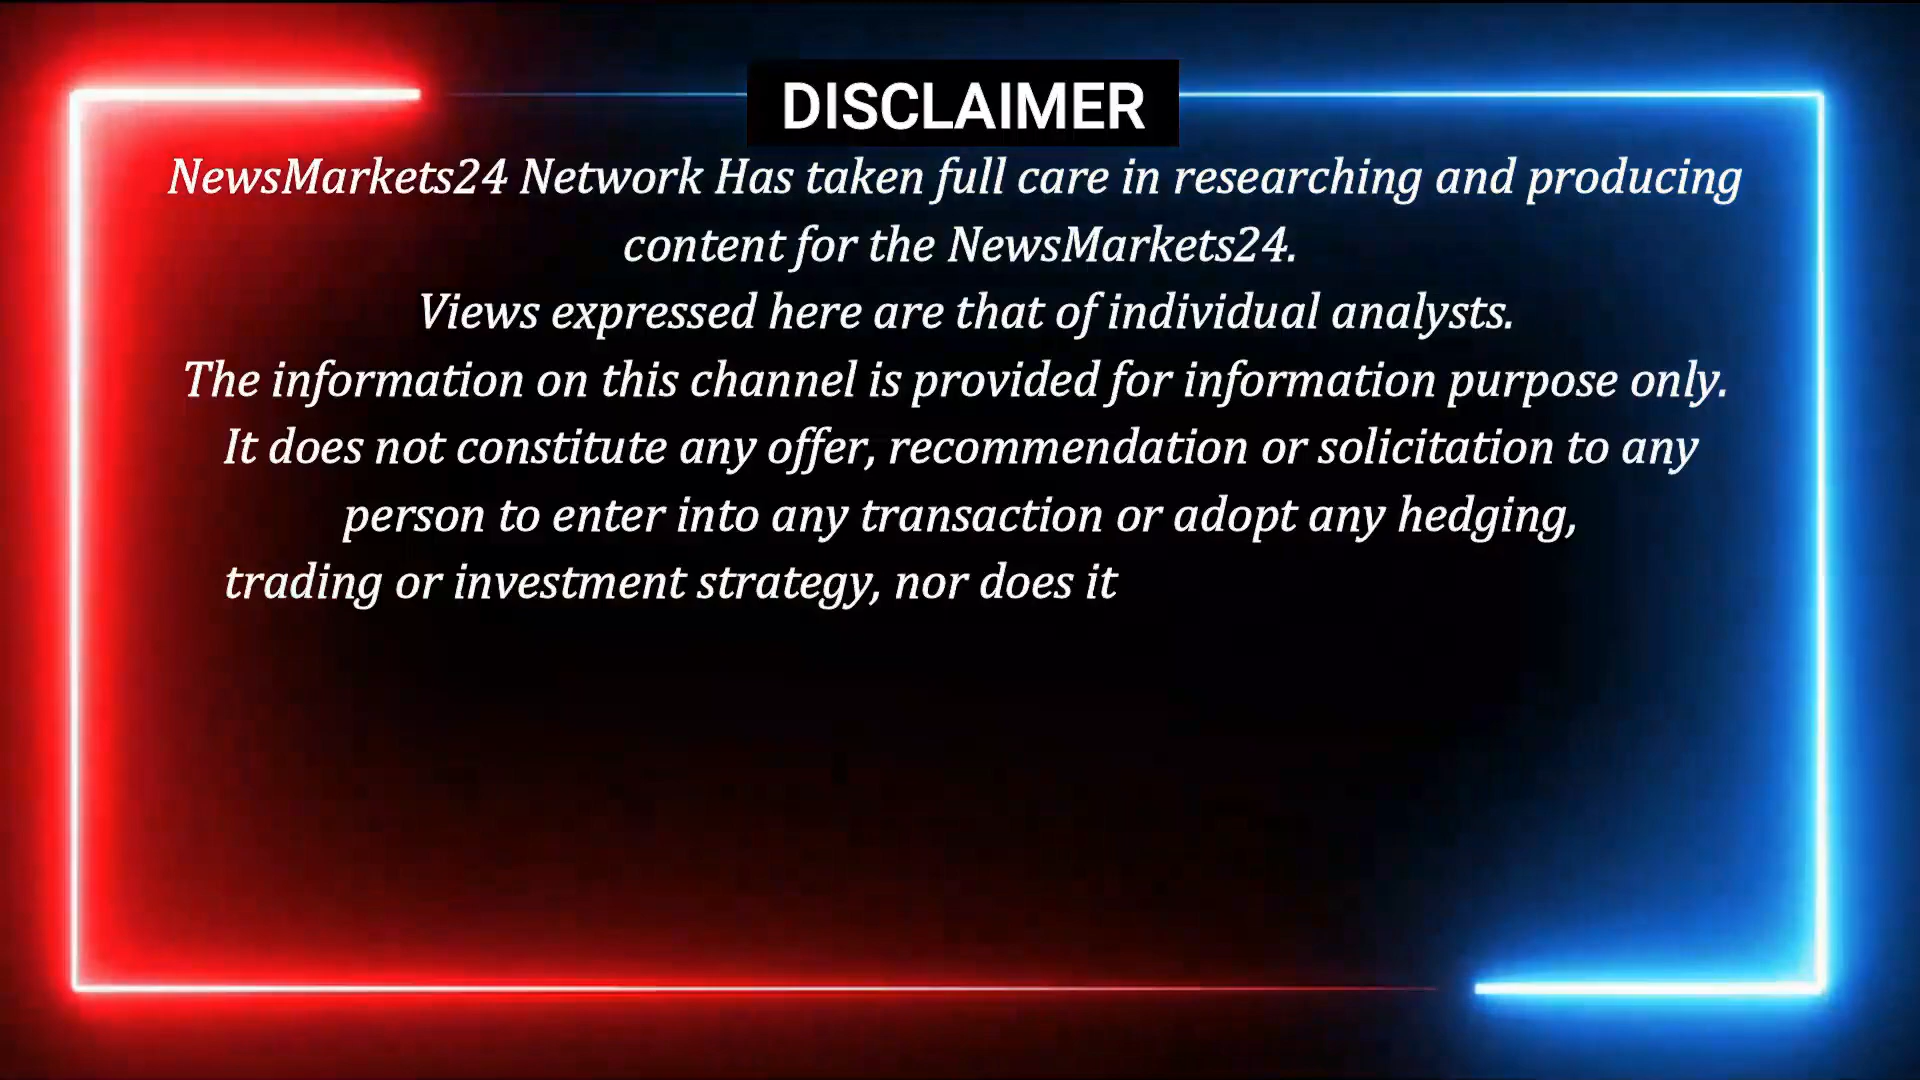 DISCLAIMER
NewsMarkets24 Network Has taken full care in researching and producing
content for the NewsMarkets24.
Views expressed here are that of individual analysts.
The information on this channel is provided for information purpose only.
It does not constitute any offer, recommendation or solicitation to any
person to enter into any transaction or adopt any hedging,
trading or investment strategy, nor does it